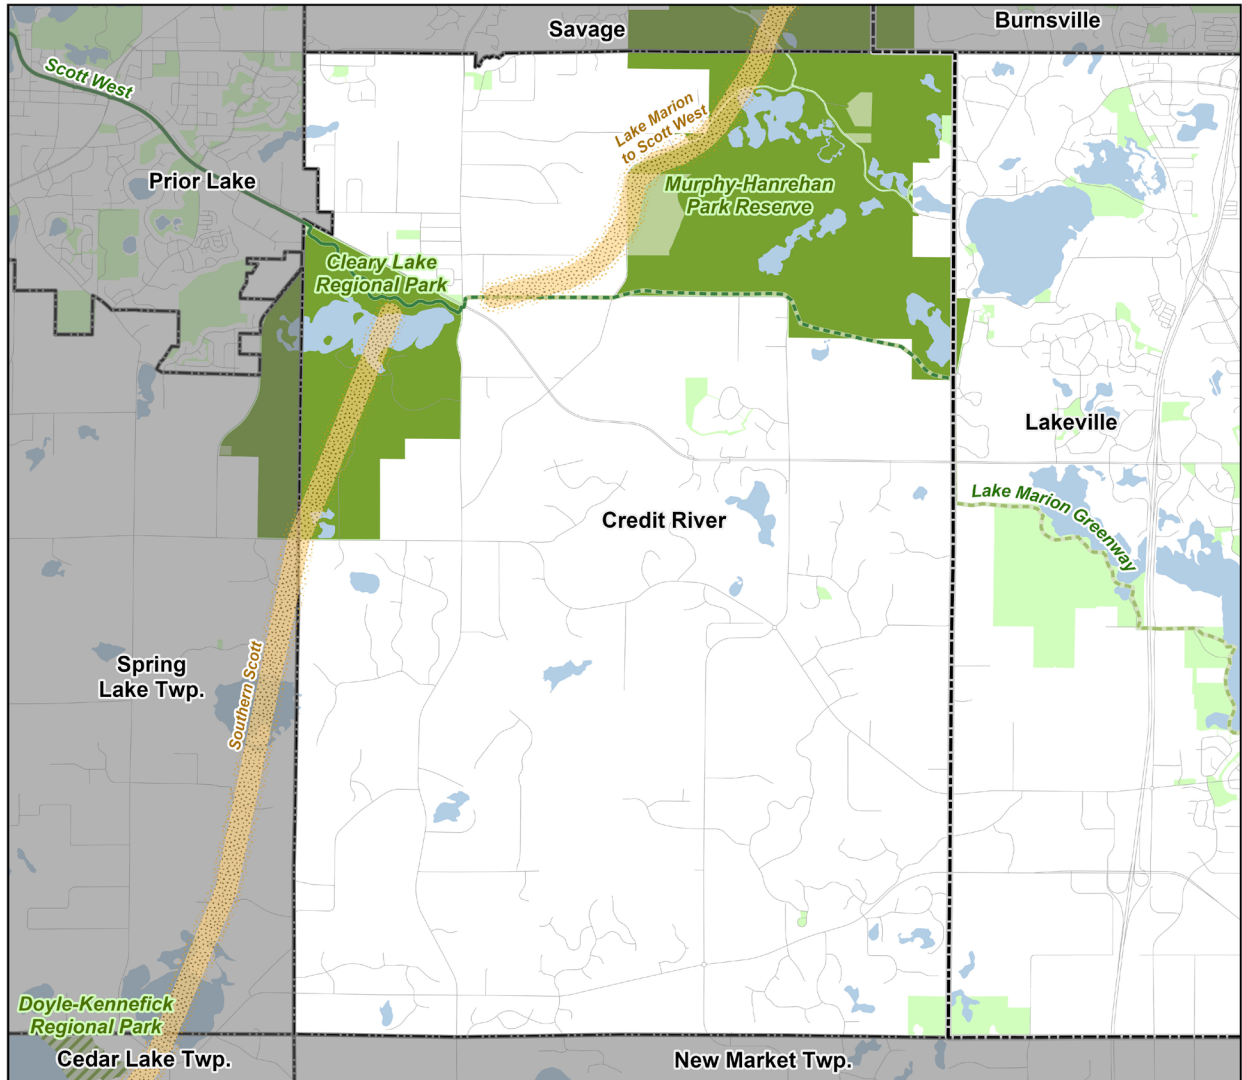 Savage
Burnsville
Scott West
Lake Marion
to Scott West
Prior Lake
Murphy-Hanrehan
Park Reserve
Cleary Lake
Regional Park
Lakeville
Lake Marion Greenway
Credit River
Spring
Lake Twp.
Southern Scott
Doyle-Kennefick
Regional Park
Cedar Lake Twp.
New Market Twp.